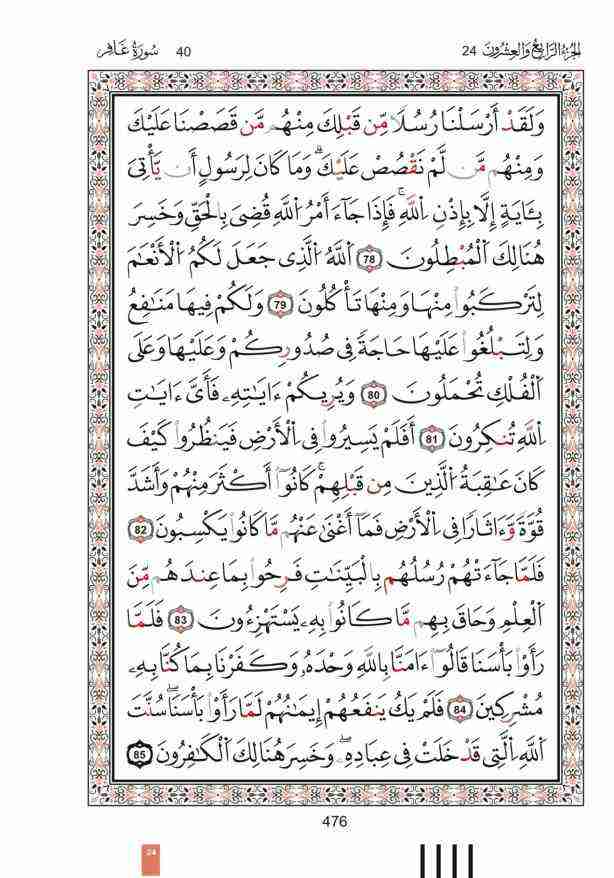 الجزء الرابع والعشرون 24
40 سورة غافر
وَلَقَدْ أَرْسَلْنَا رُسُلًا مِّن قَبْلِكَ مِنْهُم مَّن قَصَصْنَا عَلَيْكَ
وَمِنْهُم مَّن لَّمْ نَقْصُصْ عَلَيْكَ ۗ وَمَا كَانَ لِرَسُولٍ أَن يَأْتِىَ
بِـَٔايَةٍ إِلَّا بِإِذْنِ ٱللَّهِ ۚ فَإِذَا جَآءَ أَمْرُ ٱللَّهِ قُضِىَ بِٱلْحَقِّ وَخَسِرَ
هُنَالِكَ ٱلْمُبْطِلُونَ 78 ٱللَّهُ ٱلَّذِى جَعَلَ لَكُمُ ٱلْأَنْعَٰمَ
لِتَرْكَبُوا۟ مِنْهَا وَمِنْهَا تَأْكُلُونَ 79 وَلَكُمْ فِيهَا مَنَٰفِعُ
وَلِتَبْلُغُوا۟ عَلَيْهَا حَاجَةً فِى صُدُورِكُمْ وَعَلَيْهَا وَعَلَى
ٱلْفُلْكِ تُحْمَلُونَ 80 وَيُرِيكُمْ ءَايَٰتِهِۦ فَأَىَّ ءَايَٰتِ
ٱللَّهِ تُنكِرُونَ 81 أَفَلَمْ يَسِيرُوا۟ فِى ٱلْأَرْضِ فَيَنظُرُوا۟ كَيْفَ
كَانَ عَٰقِبَةُ ٱلَّذِينَ مِن قَبْلِهِمْ ۚ كَانُوٓا۟ أَكْثَرَ مِنْهُمْ وَأَشَدَّ
قُوَّةً وَءَاثَارًا فِى ٱلْأَرْضِ فَمَآ أَغْنَىٰ عَنْهُم مَّا كَانُوا۟ يَكْسِبُونَ 82
فَلَمَّا جَآءَتْهُمْ رُسُلُهُم بِٱلْبَيِّنَٰتِ فَرِحُوا۟ بِمَا عِندَهُم مِّنَ
ٱلْعِلْمِ وَحَاقَ بِهِم مَّا كَانُوا۟ بِهِۦ يَسْتَهْزِءُونَ 83 فَلَمَّا
رَأَوْا۟ بَأْسَنَا قَالُوٓا۟ ءَامَنَّا بِٱللَّهِ وَحْدَهُۥ وَكَفَرْنَا بِمَا كُنَّا بِهِۦ
مُشْرِكِينَ 84 فَلَمْ يَكُ يَنفَعُهُمْ إِيمَٰنُهُمْ لَمَّا رَأَوْا۟ بَأْسَنَا ۖ سُنَّتَ
ٱللَّهِ ٱلَّتِى قَدْ خَلَتْ فِى عِبَادِهِۦ ۖ وَخَسِرَ هُنَالِكَ ٱلْكَٰفِرُونَ 85
476
24